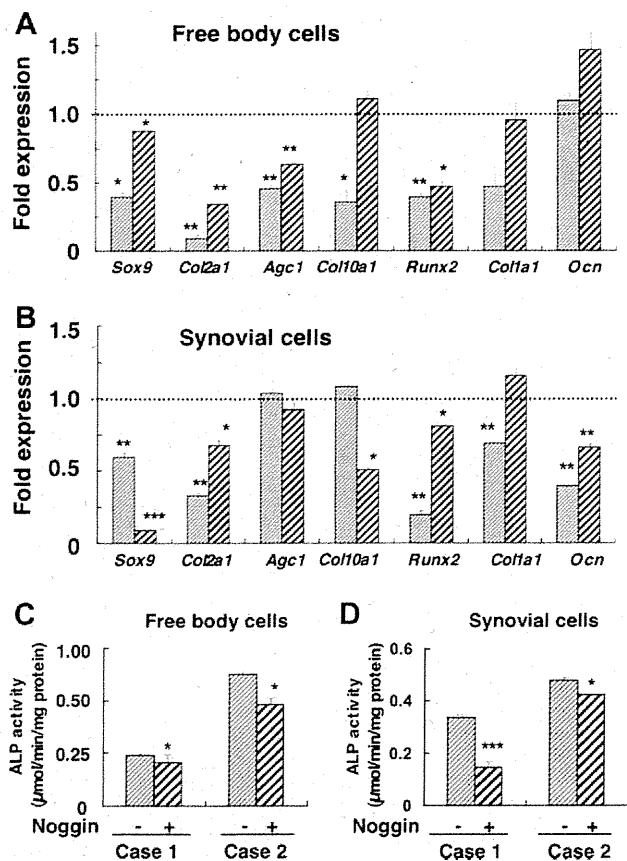 A
Free body cells
Fold expression
1.5
1.0
0.5
0
* * ** ** ** ** * ** *
Sox9 Col2a1 Agc1 Col10a1 Runx2 Col1a1 Ocn
B
Synovial cells
Fold expression
1.5
1.0
0.5
0
** *** ** * * ** * ** ** **
Sox9 Col2a1 Agc1 Col10a1 Runx2 Col1a1 Ocn
C
Free body cells
ALP activity
(µmol/min/mg protein)
1.00
0.50
0.25
0
* *
Noggin - + - +
Case 1 Case 2
D
Synovial cells
ALP activity
(µmol/min/mg protein)
0.6
0.4
0.2
0
*** *
- + - +
Case 1 Case 2